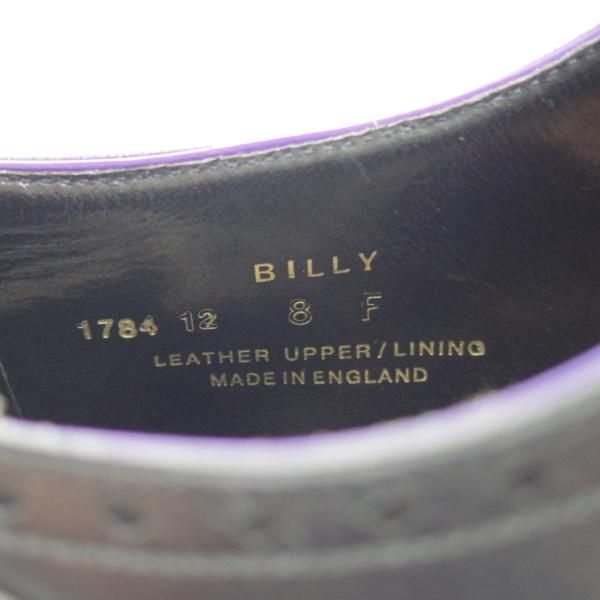 BILLY
1784 12 8 F
LEATHER UPPER/LINING
MADE IN ENGLAND